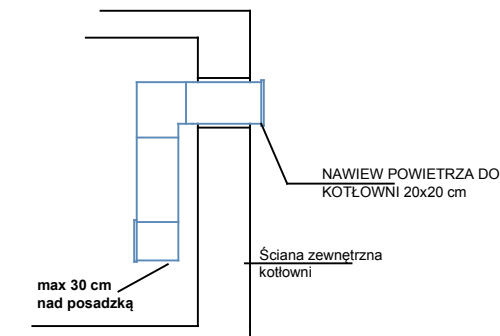 NAWIEW POWIETRZA DO
KOTŁOWNI 20x20 cm
Ściana zewnętrzna
kotłowni
max 30 cm
nad posadzką